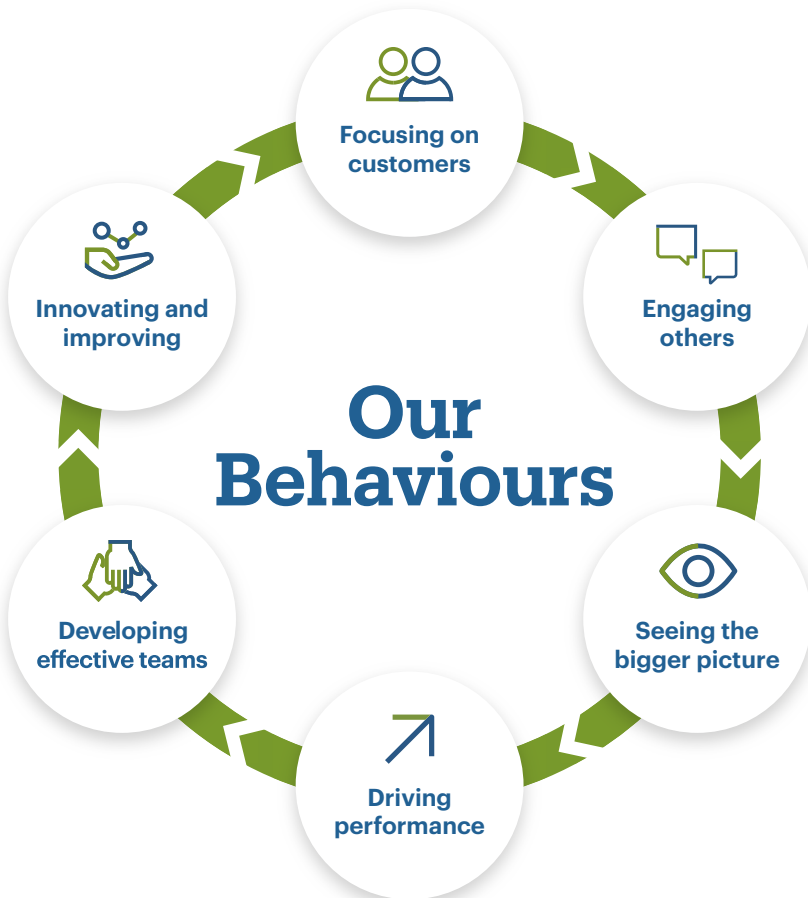 Focusing on
customers
Engaging
others
Seeing the
bigger picture
Driving
performance
Developing
effective teams
Innovating and
improving
Our
Behaviours